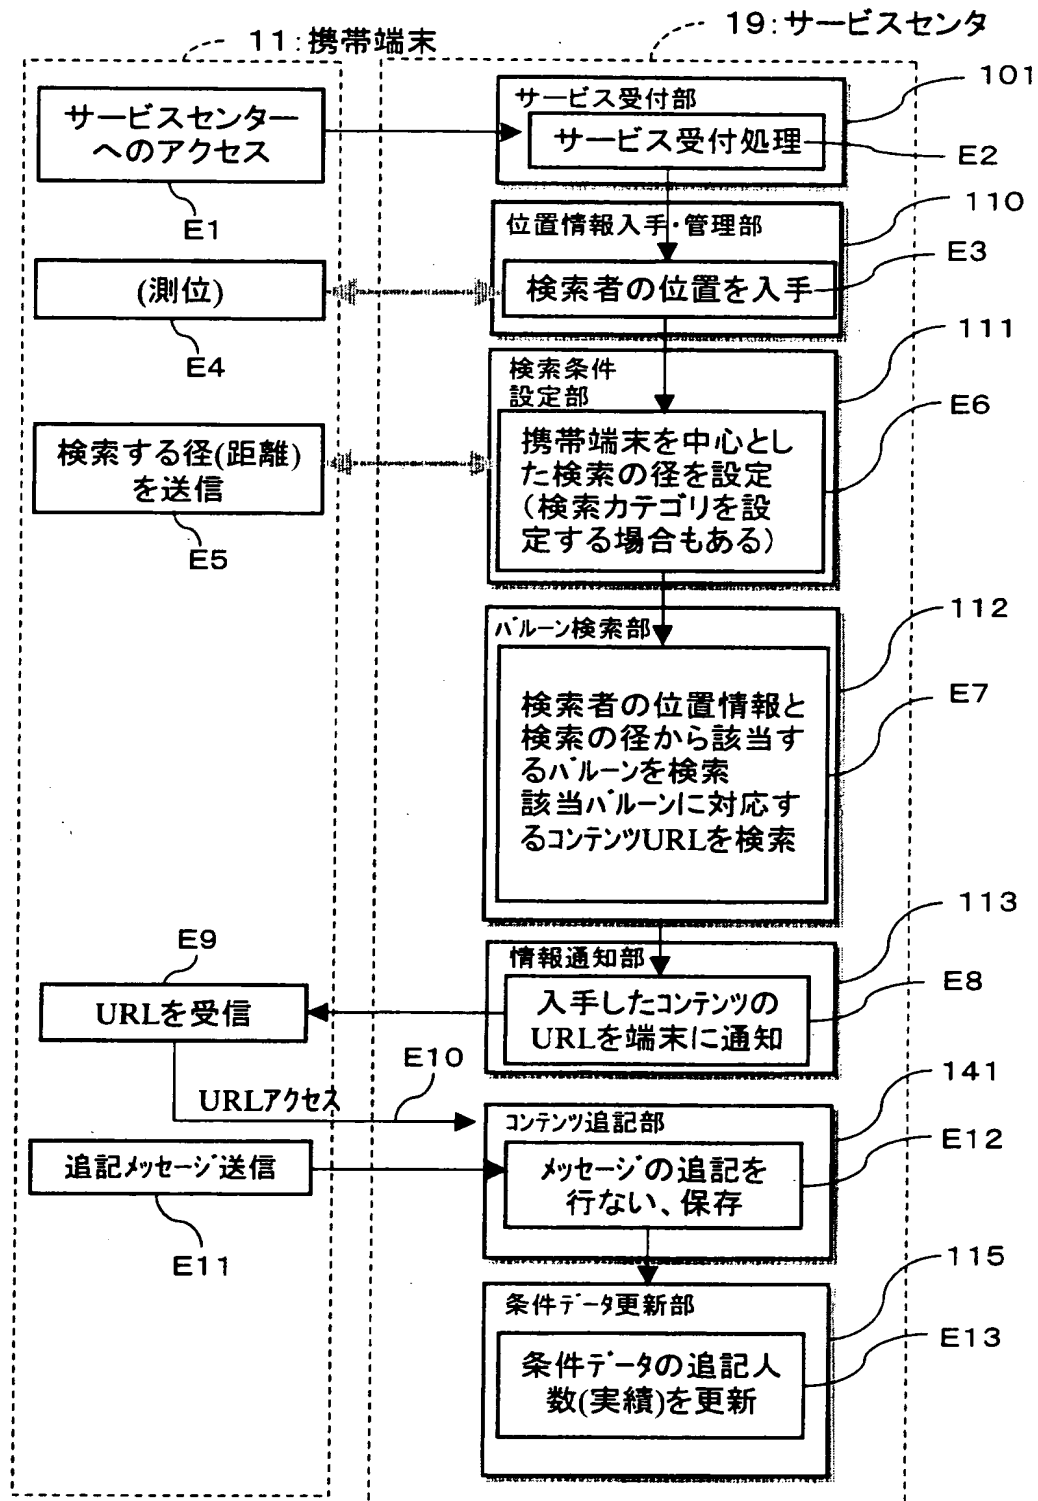 11:携帯端末
19:サービスセンタ
サービスセンター
へのアクセス
E1
サービス受付部
サービス受付処理
101
E2
位置情報入手・管理部
検索者の位置を入手
110
E3
(測位)
E4
検索条件
設定部
携帯端末を中心とし
た検索の径を設定
(検索カテゴリを設
定する場合もある)
111
E6
検索する径(距離)
を送信
E5
バルーン検索部
検索者の位置情報と
検索の径から該当す
るバルーンを検索
該当バルーンに対応す
るコンテンツURLを検索
112
E7
情報通知部
入手したコンテンツの
URLを端末に通知
113
E8
E9
URLを受信
E10
URLアクセス
コンテンツ追記部
メッセージの追記を
行ない、保存
141
E12
追記メッセージ送信
E11
条件データ更新部
条件データの追記人
数(実績)を更新
115
E13